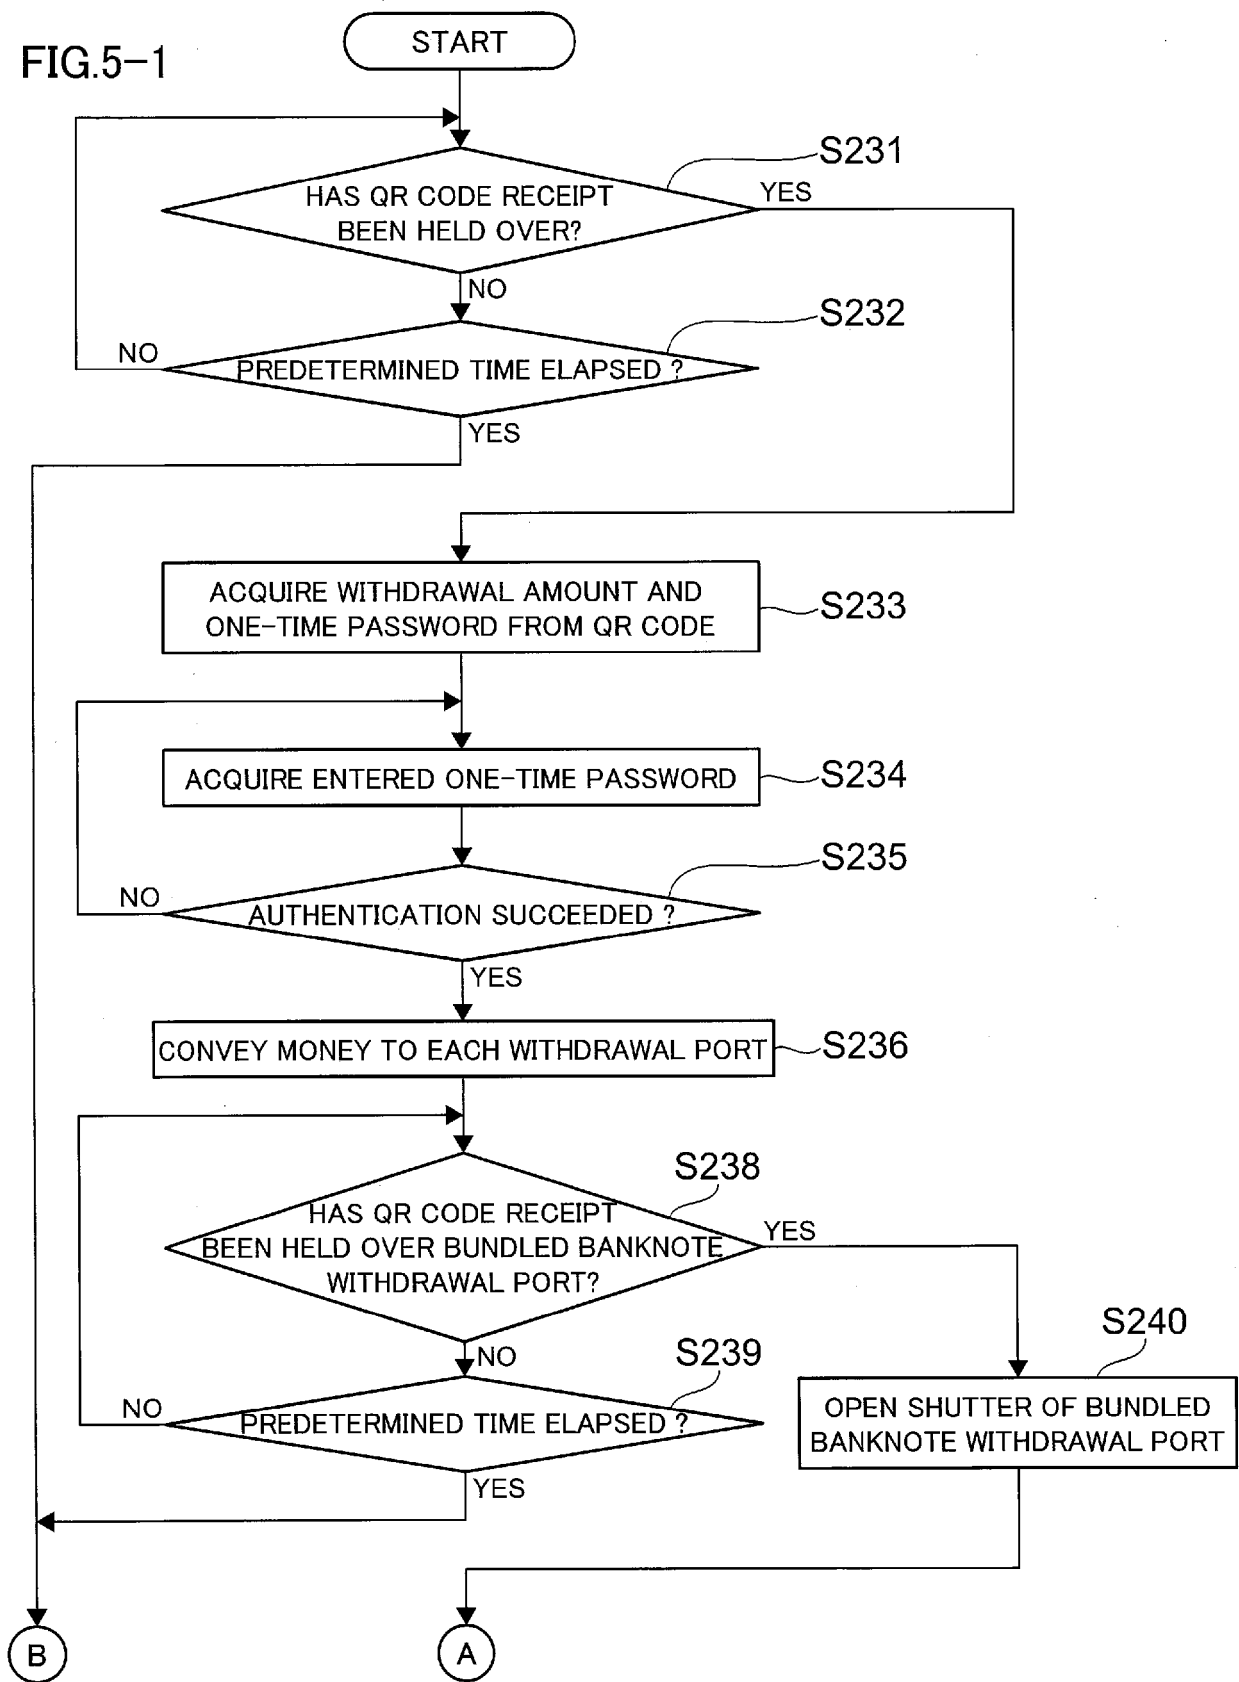 FIG.5-1
START
HAS QR CODE RECEIPT
BEEN HELD OVER?
S231
YES
NO
PREDETERMINED TIME ELAPSED ?
S232
NO
YES
ACQUIRE WITHDRAWAL AMOUNT AND
ONE-TIME PASSWORD FROM QR CODE
S233
ACQUIRE ENTERED ONE-TIME PASSWORD
S234
AUTHENTICATION SUCCEEDED ?
S235
NO
YES
CONVEY MONEY TO EACH WITHDRAWAL PORT
S236
HAS QR CODE RECEIPT
BEEN HELD OVER BUNDLED BANKNOTE
WITHDRAWAL PORT?
S238
YES
NO
PREDETERMINED TIME ELAPSED ?
S239
NO
YES
S240
OPEN SHUTTER OF BUNDLED
BANKNOTE WITHDRAWAL PORT
B
A